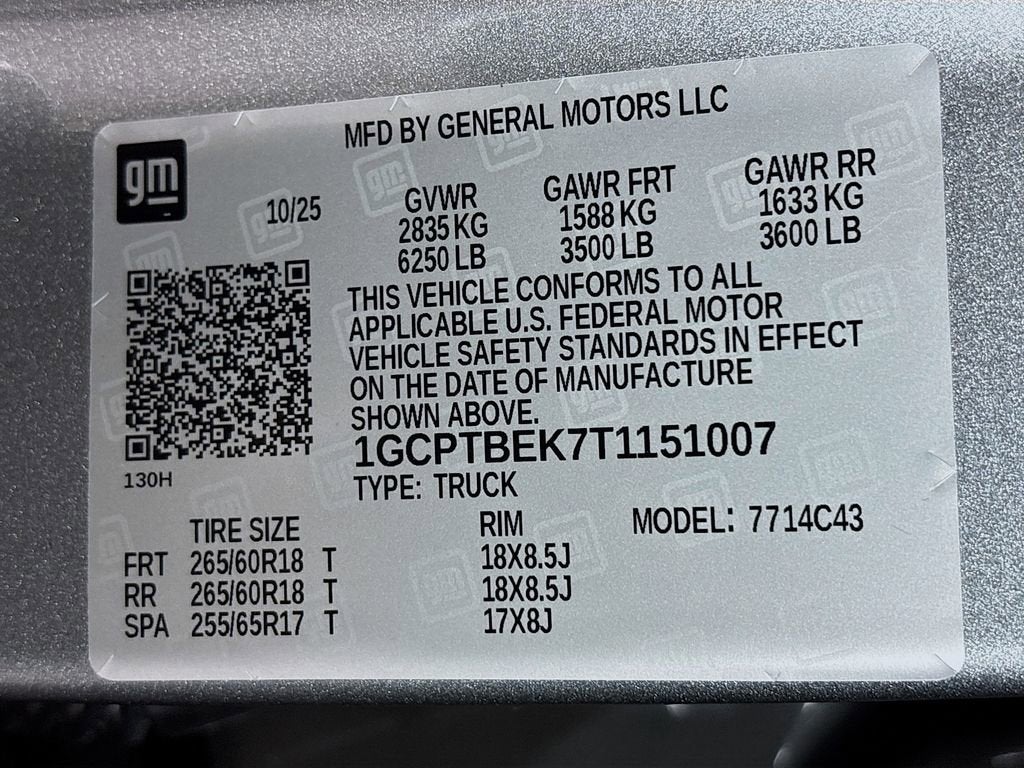 MFD BY GENERAL MOTORS LLC
gm
10/25
GVWR GAWR FRT GAWR RR
2835 KG 1588 KG 1633 KG
6250 LB 3500 LB 3600 LB
THIS VEHICLE CONFORMS TO ALL
APPLICABLE U.S. FEDERAL MOTOR
VEHICLE SAFETY STANDARDS IN EFFECT
ON THE DATE OF MANUFACTURE
SHOWN ABOVE.
1GCPTBEK7T1151007
130H
TYPE: TRUCK
TIRE SIZE RIM MODEL: 7714C43
FRT 265/60R18 T 18X8.5J
RR 265/60R18 T 18X8.5J
SPA 255/65R17 T 17X8J